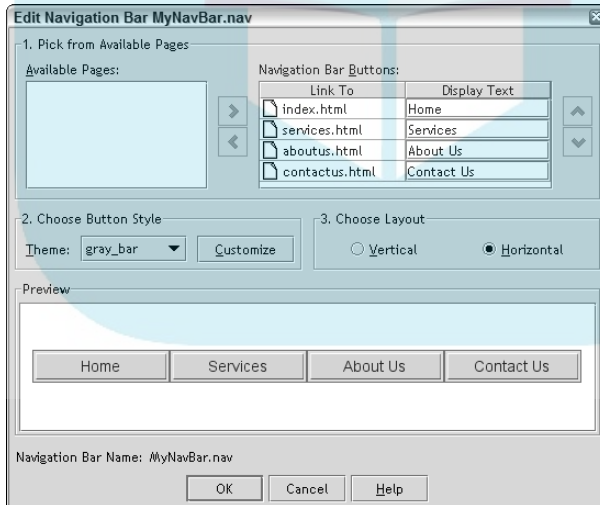 Edit Navigation Bar MyNavBar.nav
1. Pick from Available Pages
Available Pages:
Navigation Bar Buttons:
Link To Display Text
index.html Home
services.html Services
aboutus.html About Us
contactus.html Contact Us
2. Choose Button Style
Theme: gray_bar Customize
3. Choose Layout
Vertical Horizontal
Preview
Home Services About Us Contact Us
Navigation Bar Name: MyNavBar.nav
OK Cancel Help